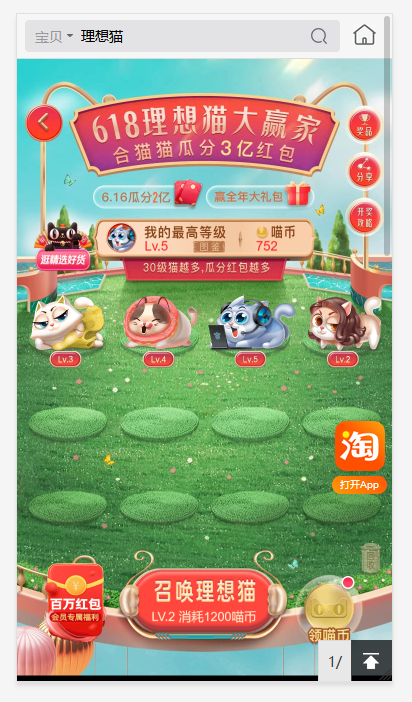 宝贝 理想猫
618理想猫大赢家
合猫猫瓜分3亿红包
奖品
分享
开奖
攻略
6.16瓜分2亿
赢全年大礼包
我的最高等级
Lv.5
图鉴
喵币
752
逛精选好货
30级猫越多,瓜分红包越多
Lv.3
Lv.4
Lv.5
Lv.2
淘
打开App
回收
召唤理想猫
LV.2 消耗1200喵币
百万红包
会员专属福利
领喵币
1/